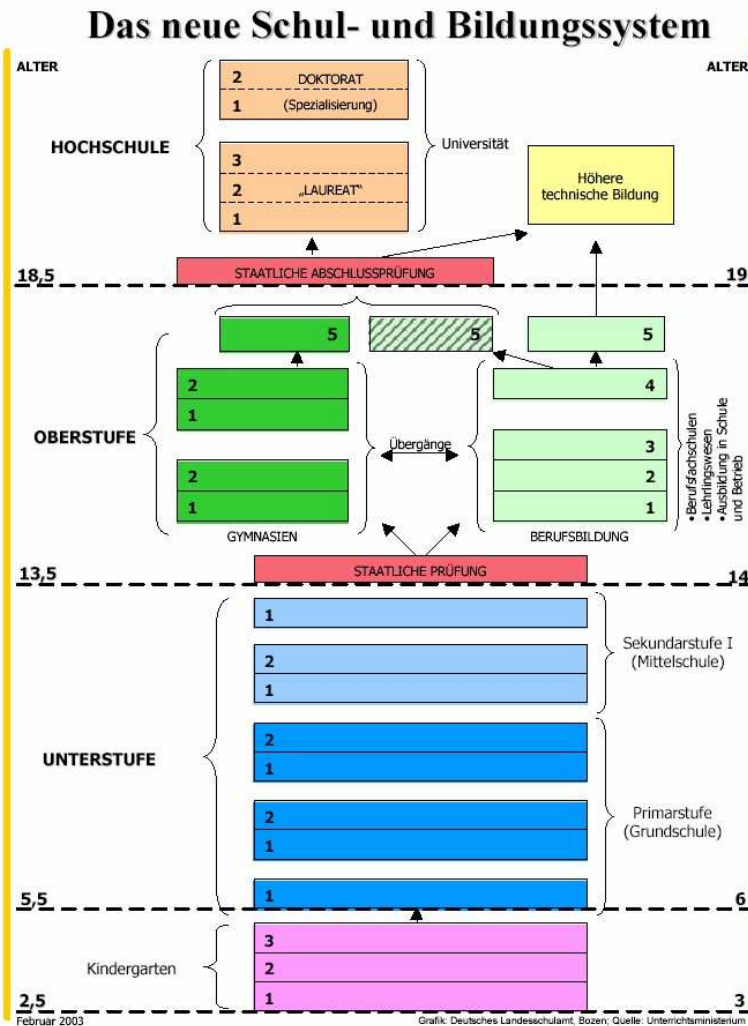 Das neue Schul- und Bildungssystem
ALTER
ALTER
2
DOKTORAT
1
(Spezialisierung)
HOCHSCHULE
Universität
3
2
„LAUREAT“
1
Höhere
technische Bildung
STAATLICHE ABSCHLUSSPRÜFUNG
18,5
19
5
5
5
2
1
4
OBERSTUFE
Übergänge
2
1
3
2
1
•Berufsfachschulen
•Lehrlingswesen
•Ausbildung in Schule
und Betrieb
GYMNASIEN
BERUFSBILDUNG
STAATLICHE PRÜFUNG
13,5
14
1
2
1
Sekundarstufe I
(Mittelschule)
UNTERSTUFE
2
1
2
1
Primarstufe
(Grundschule)
1
5,5
6
Kindergarten
3
2
1
2,5
3
Februar 2003
Grafik: Deutsches Landesschulamt, Bozen; Quelle: Unterrichtsministerium